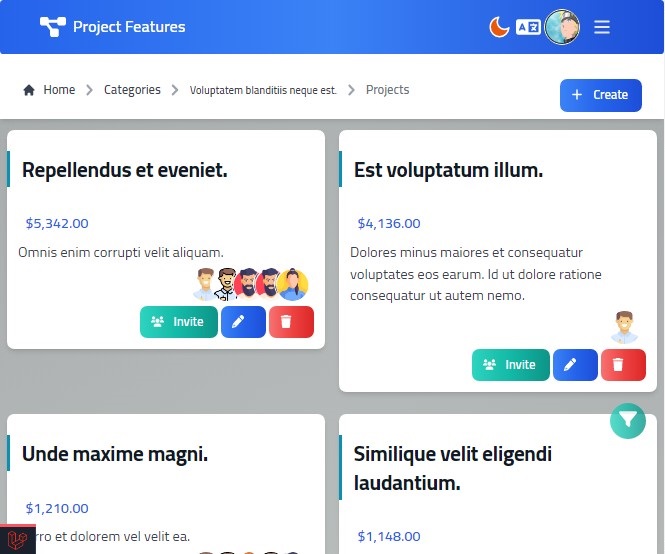 Project Features
Home
Categories
Voluptatem blanditiis neque est.
Projects
+ Create
Repellendus et eveniet.
$5,342.00
Omnis enim corrupti velit aliquam.
Invite
Est voluptatum illum.
$4,136.00
Dolores minus maiores et consequatur
voluptates eos earum. Id ut dolore ratione
consequatur ut autem nemo.
Invite
Unde maxime magni.
$1,210.00
et dolorem vel velit ea.
Similique velit eligendi
laudantium.
$1,148.00